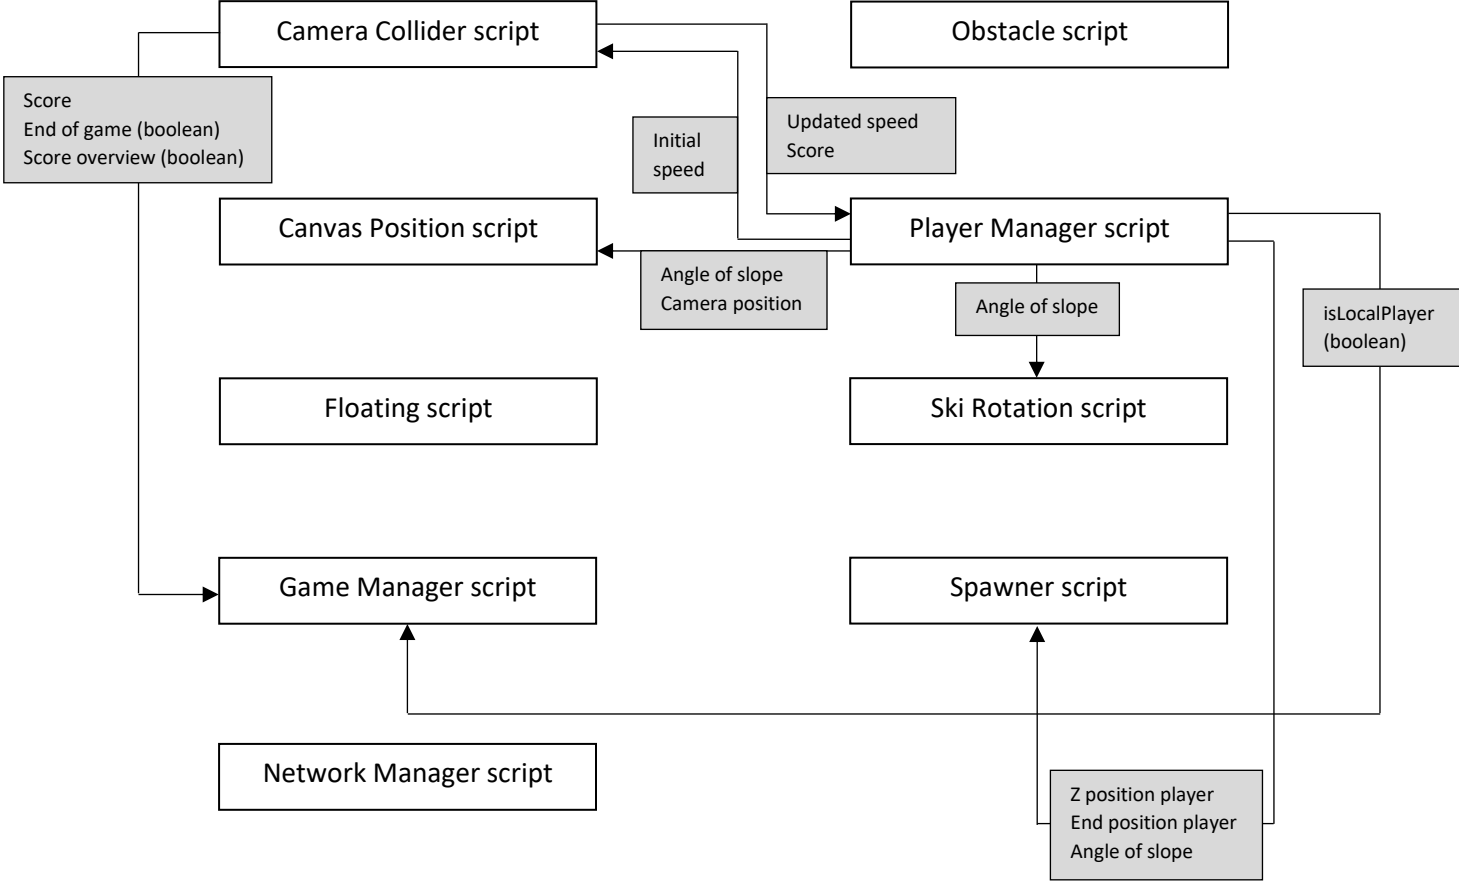 Camera Collider script
Obstacle script
Score
End of game (boolean)
Score overview (boolean)
Initial
speed
Updated speed
Score
Canvas Position script
Player Manager script
Angle of slope
Camera position
Angle of slope
isLocalPlayer
(boolean)
Floating script
Ski Rotation script
Game Manager script
Spawner script
Network Manager script
Z position player
End position player
Angle of slope